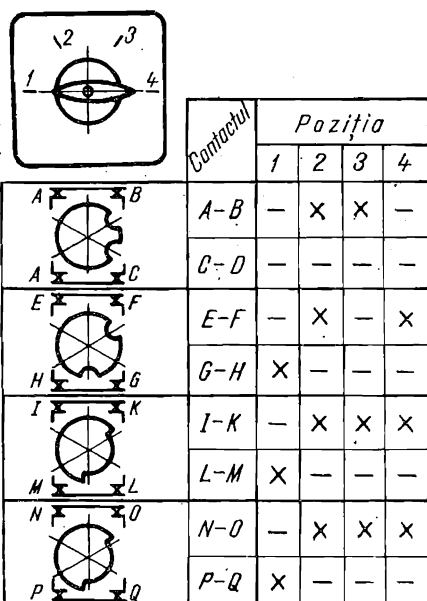 2 3
1 4
Contactul Poziția
1 2 3 4
A B
A-B — X X —
A C
C-D — — — —
E F
E-F — X — X
H G
G-H X — — —
I K
I-K — X X X
M L
L-M X — — —
N O
N-O — X X X
P Q
P-Q X — — —